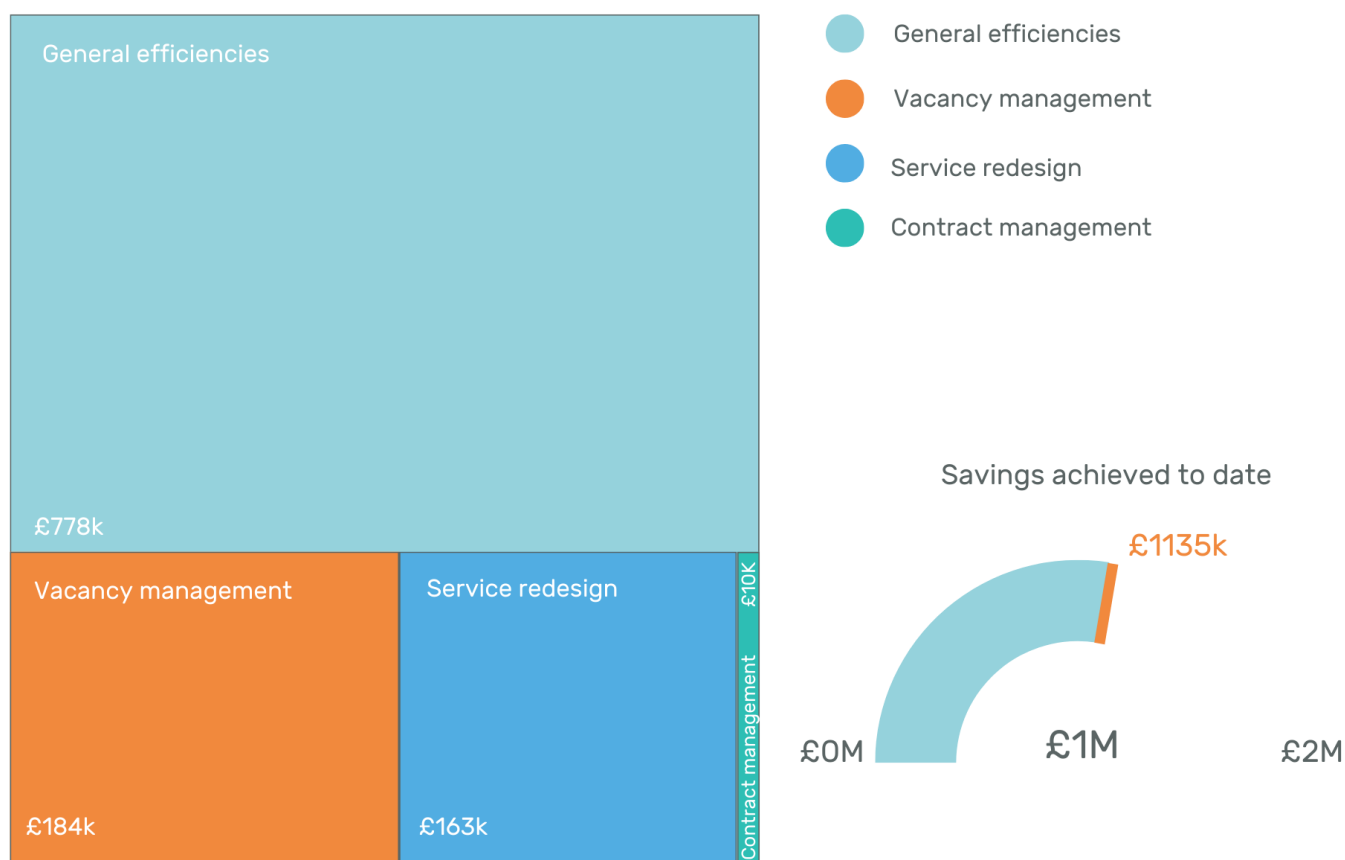 General efficiencies
£778k
Vacancy management
£184k
Service redesign
£163k
£10K
Contract management
General efficiencies
Vacancy management
Service redesign
Contract management
Savings achieved to date
£1135k
£0M
£1M
£2M